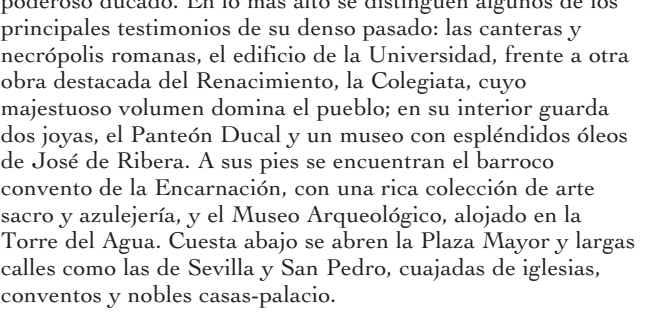 poderoso ducado. En lo más alto se distinguen algunos de los
principales testimonios de su denso pasado: las canteras y
necrópolis romanas, el edificio de la Universidad, frente a otra
obra destacada del Renacimiento, la Colegiata, cuyo
majestuoso volumen domina el pueblo; en su interior guarda
dos joyas, el Panteón Ducal y un museo con espléndidos óleos
de José de Ribera. A sus pies se encuentran el barroco
convento de la Encarnación, con una rica colección de arte
sacro y azulejería, y el Museo Arqueológico, alojado en la
Torre del Agua. Cuesta abajo se abren la Plaza Mayor y largas
calles como las de Sevilla y San Pedro, cuajadas de iglesias,
conventos y nobles casas-palacio.